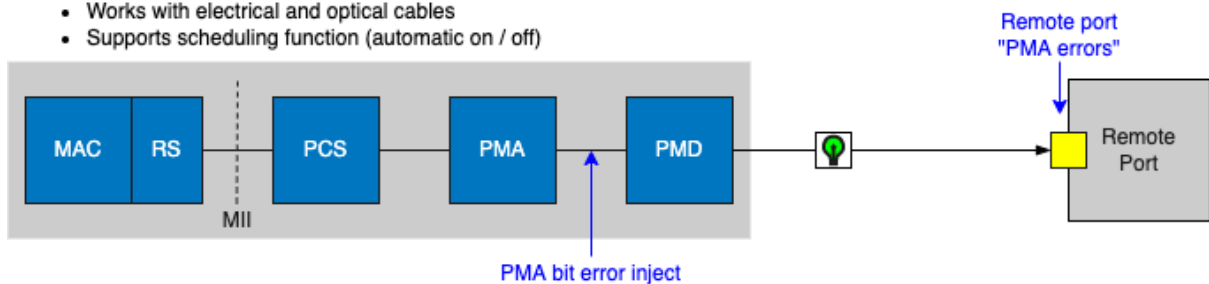 Works with electrical and optical cables
Supports scheduling function (automatic on / off)
Remote port
"PMA errors"
MAC
RS
PCS
PMA
PMD
Remote
Port
MII
PMA bit error inject